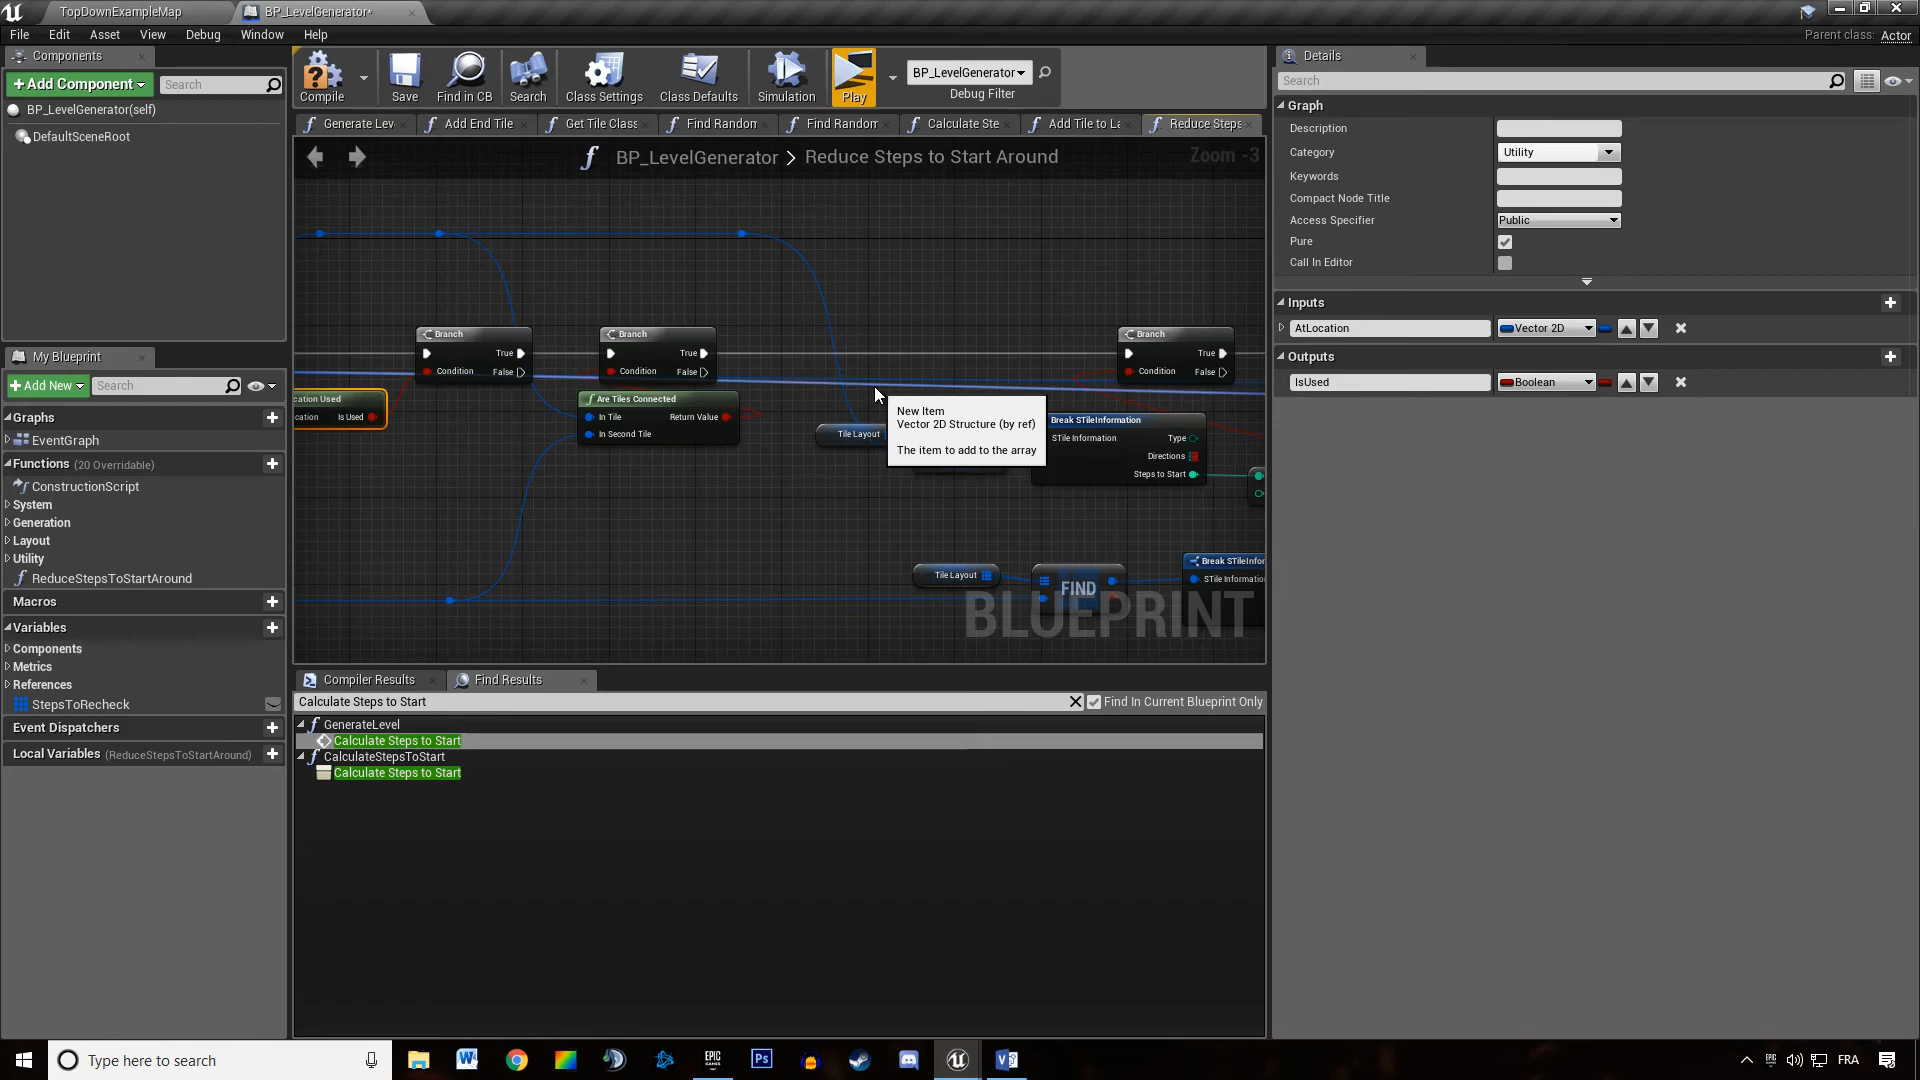 TopDownExampleMap
BP_LevelGenerator*
File Edit Asset View Debug Window Help
Parent class: Actor
Components
+ Add Component
Search
BP_LevelGenerator(self)
DefaultSceneRoot
Compile
Save
Find in CB
Search
Class Settings
Class Defaults
Simulation
Play
BP_LevelGenerator
Debug Filter
Generate Lev
Add End Tile
Get Tile Class
Find Randon
Find Randon
Calculate Ste
Add Tile to La
Reduce Steps
BP_LevelGenerator > Reduce Steps to Start Around
Zoom -3
Branch
True
Condition
False
Branch
True
Condition
False
Branch
True
Condition
False
cation Used
cation
Is Used
Are Tiles Connected
In Tile
Return Value
In Second Tile
Tile Layout
New Item
Vector 2D Structure (by ref)
The item to add to the array
Break STileInformation
STile Information
Type
Directions
Steps to Start
Tile Layout
FIND
Break STileInfor
STile Informatio
BLUEPRINT
My Blueprint
+ Add New
Search
Graphs
EventGraph
Functions (20 Overridable)
ConstructionScript
System
Generation
Layout
Utility
ReduceStepsToStartAround
Macros
Variables
Components
Metrics
References
StepsToRecheck
Event Dispatchers
Local Variables (ReduceStepsToStartAround)
Compiler Results
Find Results
Calculate Steps to Start
Find In Current Blueprint Only
GenerateLevel
Calculate Steps to Start
CalculateStepsToStart
Calculate Steps to Start
Details
Search
Graph
Description
Category
Utility
Keywords
Compact Node Title
Access Specifier
Public
Pure
Call In Editor
Inputs
AtLocation
Vector 2D
Outputs
IsUsed
Boolean
Type here to search
EPIC GAMES
Ps
FRA